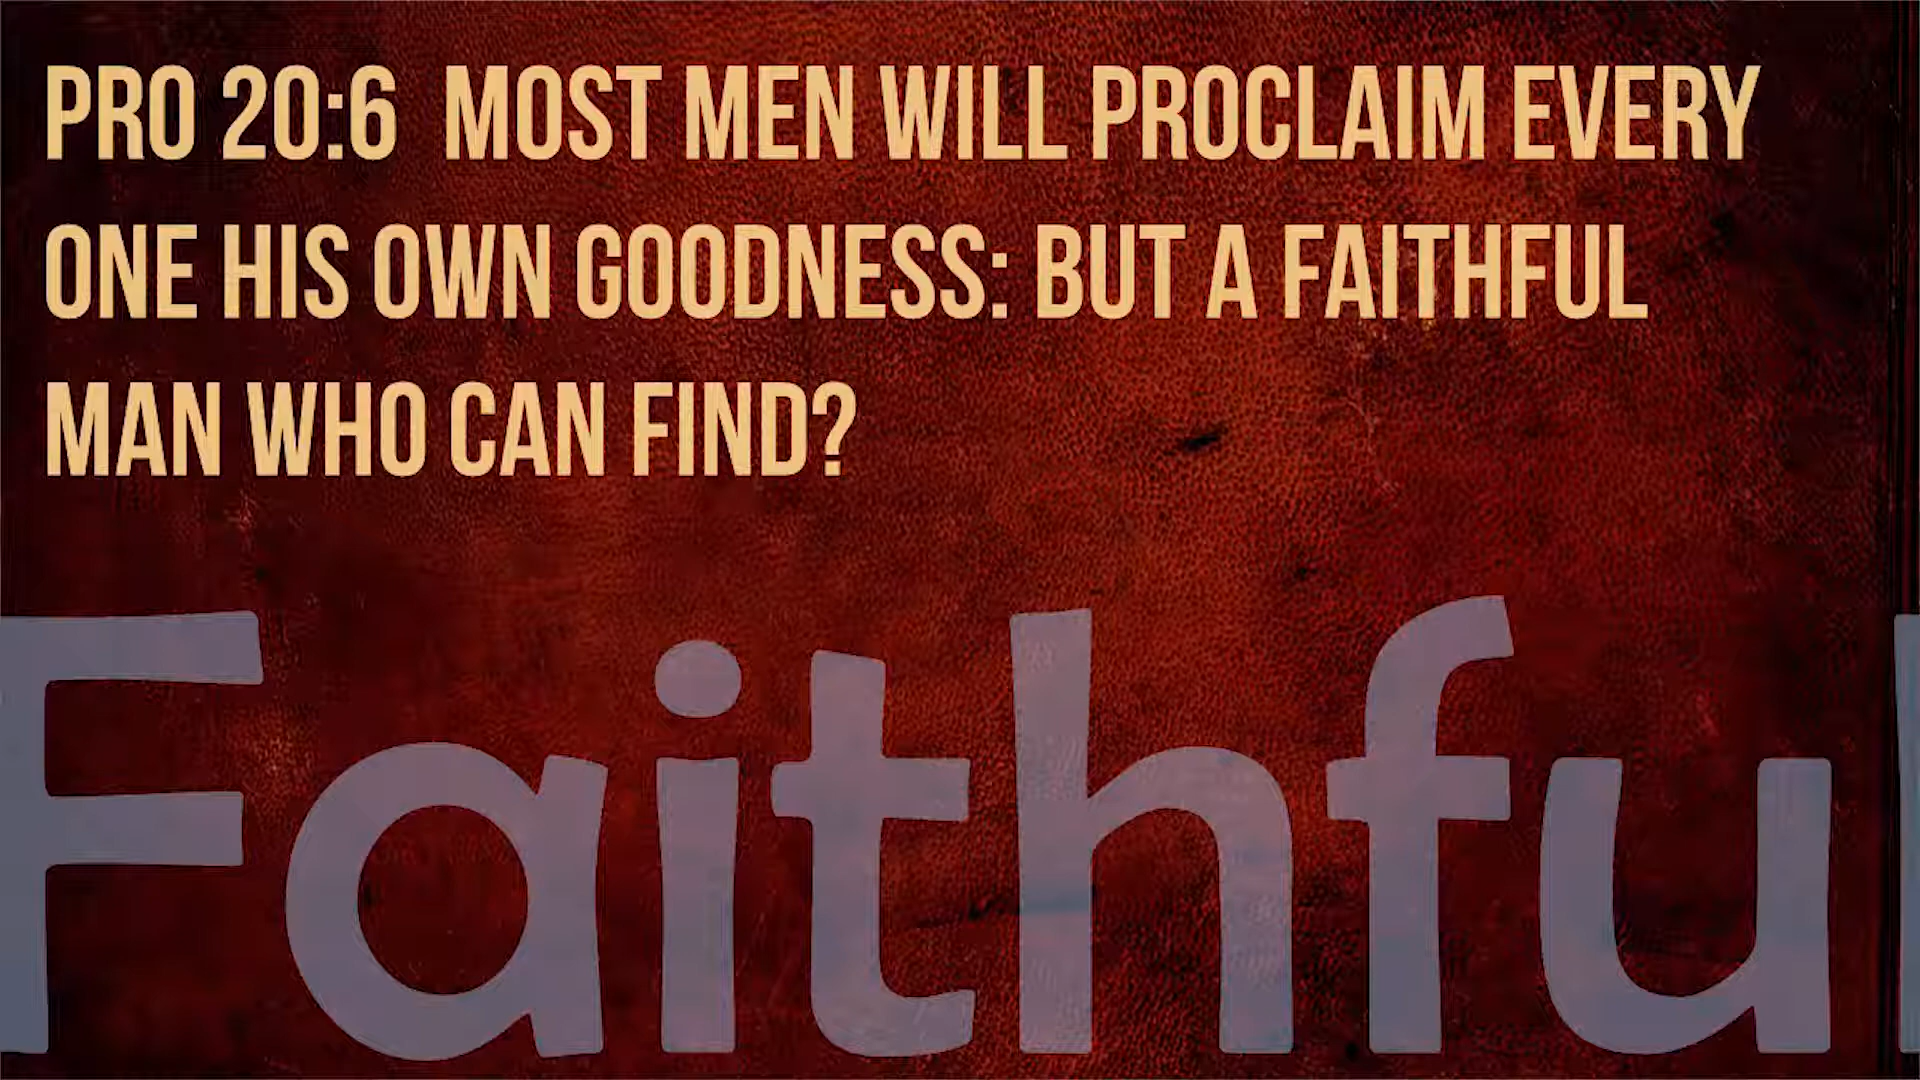 PRO 20:6 MOST MEN WILL PROCLAIM EVERY
ONE HIS OWN GOODNESS: BUT A FAITHFUL
MAN WHO CAN FIND?
Faithful